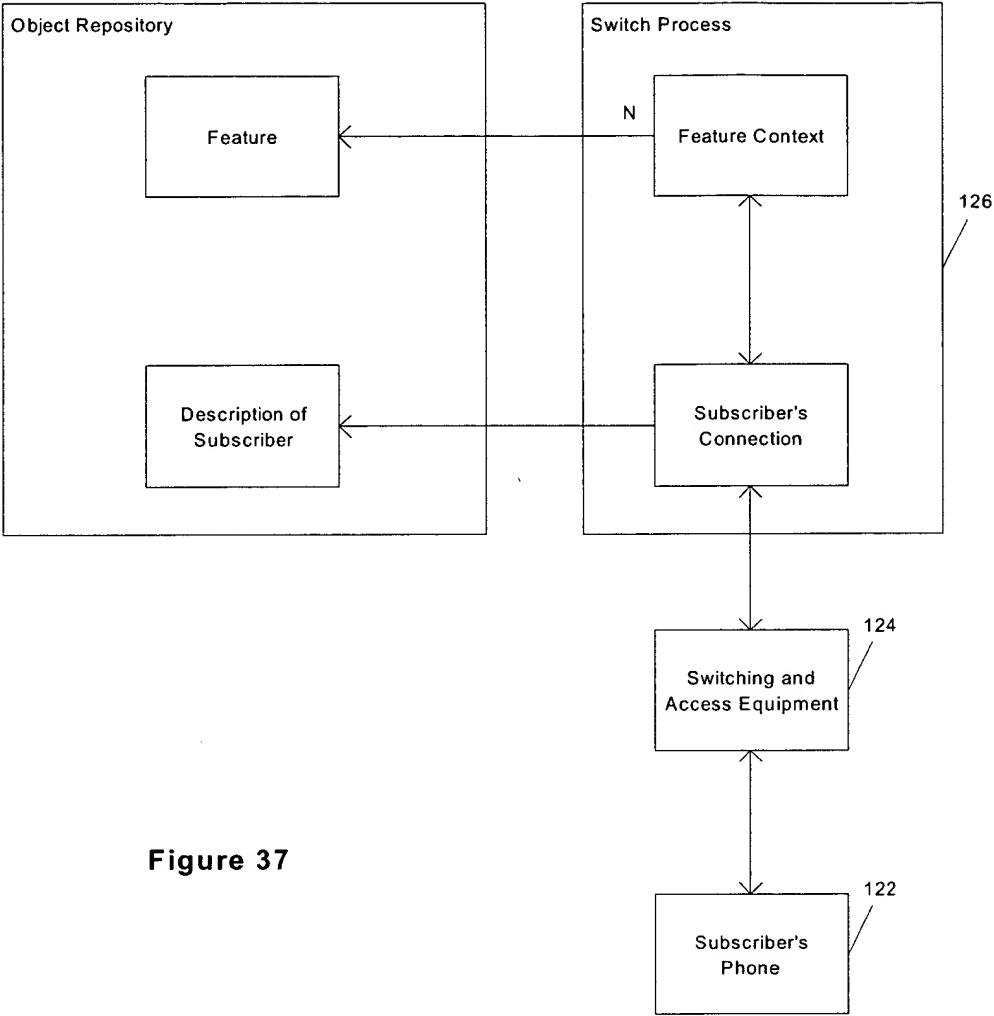 Object Repository
Switch Process
Feature
N
Feature Context
126
Description of
Subscriber
Subscriber's
Connection
124
Switching and
Access Equipment
Figure 37
122
Subscriber's
Phone